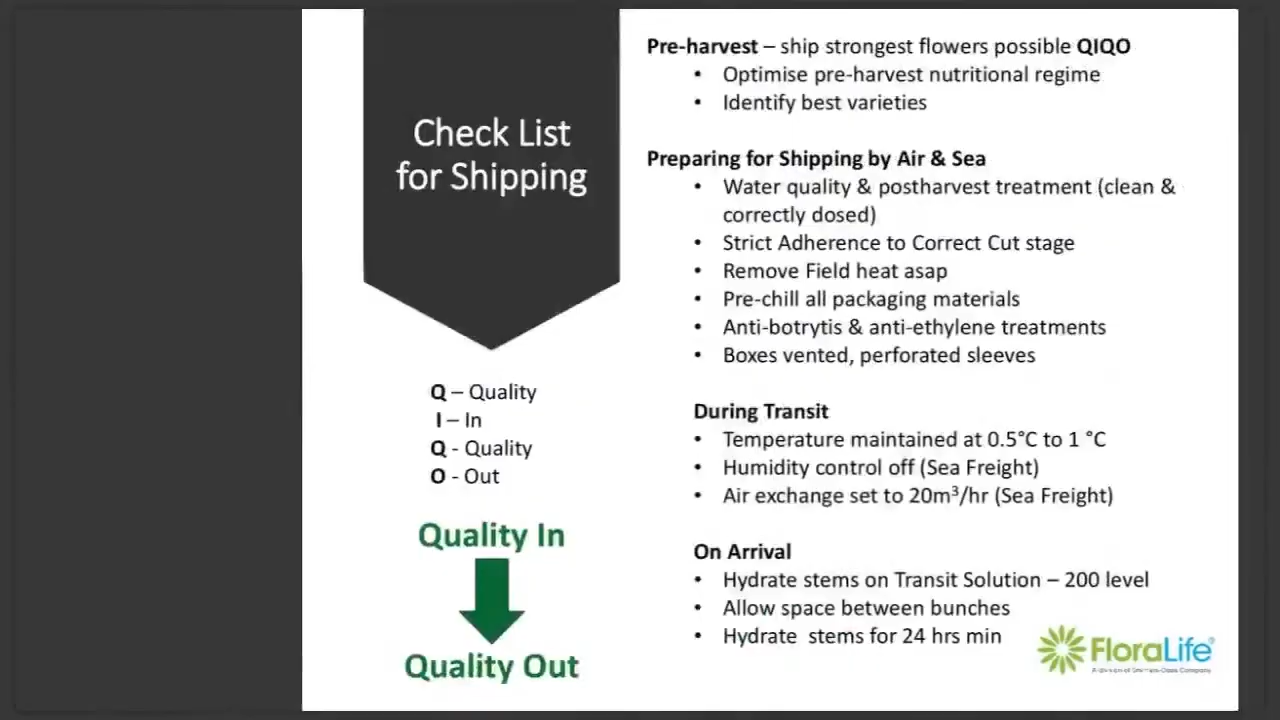 Check List
for Shipping
Q – Quality
I – In
Q - Quality
O - Out
Quality In
Quality Out
Pre-harvest – ship strongest flowers possible QIQO
• Optimise pre-harvest nutritional regime
• Identify best varieties
Preparing for Shipping by Air & Sea
• Water quality & postharvest treatment (clean &
correctly dosed)
• Strict Adherence to Correct Cut stage
• Remove Field heat asap
• Pre-chill all packaging materials
• Anti-botrytis & anti-ethylene treatments
• Boxes vented, perforated sleeves
During Transit
• Temperature maintained at 0.5°C to 1 °C
• Humidity control off (Sea Freight)
• Air exchange set to 20m³/hr (Sea Freight)
On Arrival
• Hydrate stems on Transit Solution – 200 level
• Allow space between bunches
• Hydrate stems for 24 hrs min
FloraLife®
A division of Smithers-Oasis Company